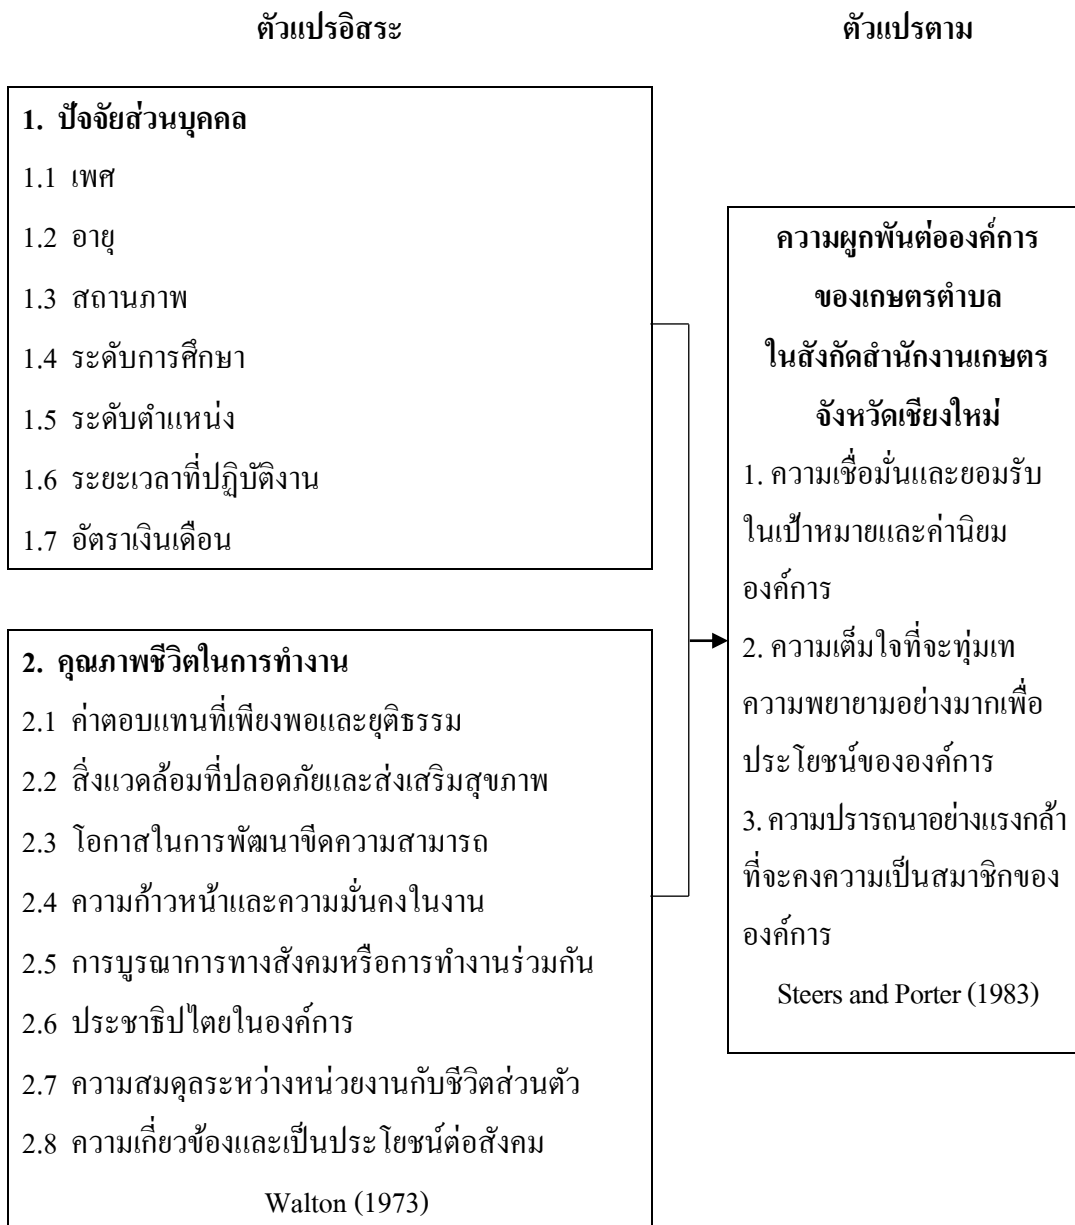 ตัวแปรอิสระ
ตัวแปรตาม
1. ปัจจัยส่วนบุคคล
1.1 เพศ
1.2 อายุ
1.3 สถานภาพ
1.4 ระดับการศึกษา
1.5 ระดับตำแหน่ง
1.6 ระยะเวลาที่ปฏิบัติงาน
1.7 อัตราเงินเดือน
2. คุณภาพชีวิตในการทำงาน
2.1 ค่าตอบแทนที่เพียงพอและยุติธรรม
2.2 สิ่งแวดล้อมที่ปลอดภัยและส่งเสริมสุขภาพ
2.3 โอกาสในการพัฒนาขีดความสามารถ
2.4 ความก้าวหน้าและความมั่นคงในงาน
2.5 การบูรณาการทางสังคมหรือการทำงานร่วมกัน
2.6 ประชาธิปไตยในองค์การ
2.7 ความสมดุลระหว่างหน่วยงานกับชีวิตส่วนตัว
2.8 ความเกี่ยวข้องและเป็นประโยชน์ต่อสังคม
Walton (1973)
ความผูกพันต่อองค์การ
ของเกษตรตำบล
ในสังกัดสำนักงานเกษตร
จังหวัดเชียงใหม่
1. ความเชื่อมั่นและยอมรับ
ในเป้าหมายและค่านิยม
องค์การ
2. ความเต็มใจที่จะทุ่มเท
ความพยายามอย่างมากเพื่อ
ประโยชน์ขององค์การ
3. ความปรารถนาอย่างแรงกล้า
ที่จะคงความเป็นสมาชิกของ
องค์การ
Steers and Porter (1983)